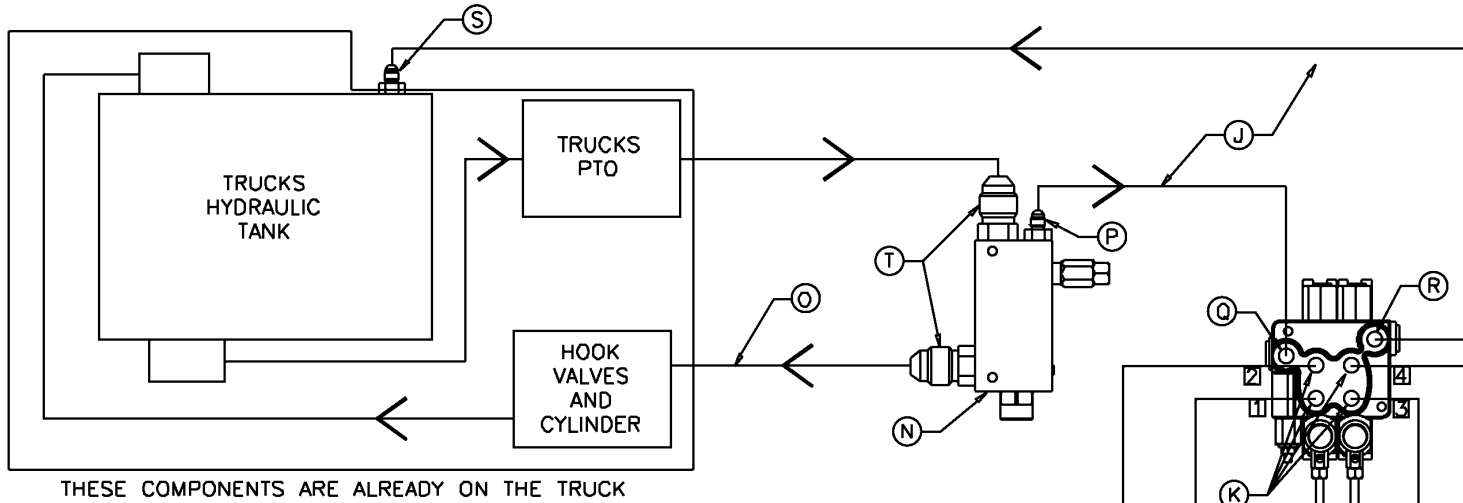 S
J
TRUCKS
PTO
TRUCKS
HYDRAULIC
TANK
P
T
O
R
Q
HOOK
VALVES
AND
CYLINDER
2
4
1
3
N
K
THESE COMPONENTS ARE ALREADY ON THE TRUCK